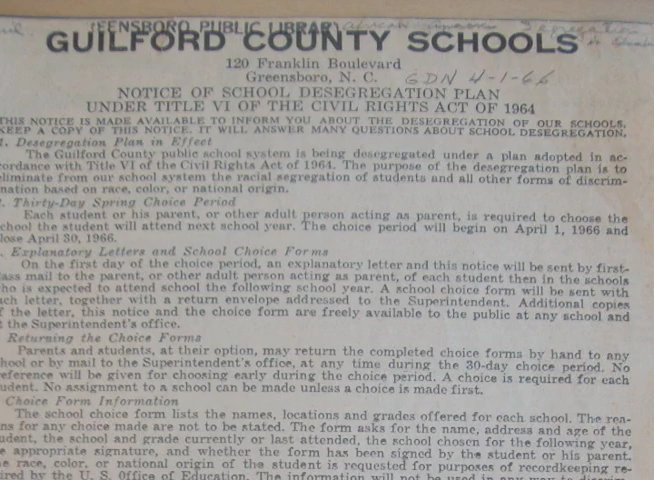 GREENSBORO PUBLIC LIBRARY
GUILFORD COUNTY SCHOOLS
120 Franklin Boulevard
Greensboro, N. C. GDN 4-1-66
NOTICE OF SCHOOL DESEGREGATION PLAN
UNDER TITLE VI OF THE CIVIL RIGHTS ACT OF 1964
THIS NOTICE IS MADE AVAILABLE TO INFORM YOU ABOUT THE DESEGREGATION OF OUR SCHOOLS.
KEEP A COPY OF THIS NOTICE. IT WILL ANSWER MANY QUESTIONS ABOUT SCHOOL DESEGREGATION.
1. Desegregation Plan in Effect
The Guilford County public school system is being desegregated under a plan adopted in ac-
cordance with Title VI of the Civil Rights Act of 1964. The purpose of the desegregation plan is to
eliminate from our school system the racial segregation of students and all other forms of discrim-
ination based on race, color, or national origin.
2. Thirty-Day Spring Choice Period
Each student or his parent, or other adult person acting as parent, is required to choose the
school the student will attend next school year. The choice period will begin on April 1, 1966 and
close April 30, 1966.
. Explanatory Letters and School Choice Forms
On the first day of the choice period, an explanatory letter and this notice will be sent by first-
class mail to the parent, or other adult person acting as parent, of each student then in the schools
who is expected to attend school the following school year. A school choice form will be sent with
each letter, together with a return envelope addressed to the Superintendent. Additional copies
of the letter, this notice and the choice form are freely available to the public at any school and
at the Superintendent's office.
Returning the Choice Forms
Parents and students, at their option, may return the completed choice forms by hand to any
school or by mail to the Superintendent's office, at any time during the 30-day choice period. No
preference will be given for choosing early during the choice period. A choice is required for each
student. No assignment to a school can be made unless a choice is made first.
Choice Form Information
The school choice form lists the names, locations and grades offered for each school. The rea-
ns for any choice made are not to be stated. The form asks for the name, address and age of the
student, the school and grade currently or last attended, the school chosen for the following year,
he appropriate signature, and whether the form has been signed by the student or his parent.
he race, color, or national origin of the student is requested for purposes of recordkeeping re-
quired by the U. S. Office of Education. The information will not be used in any way to discrim-